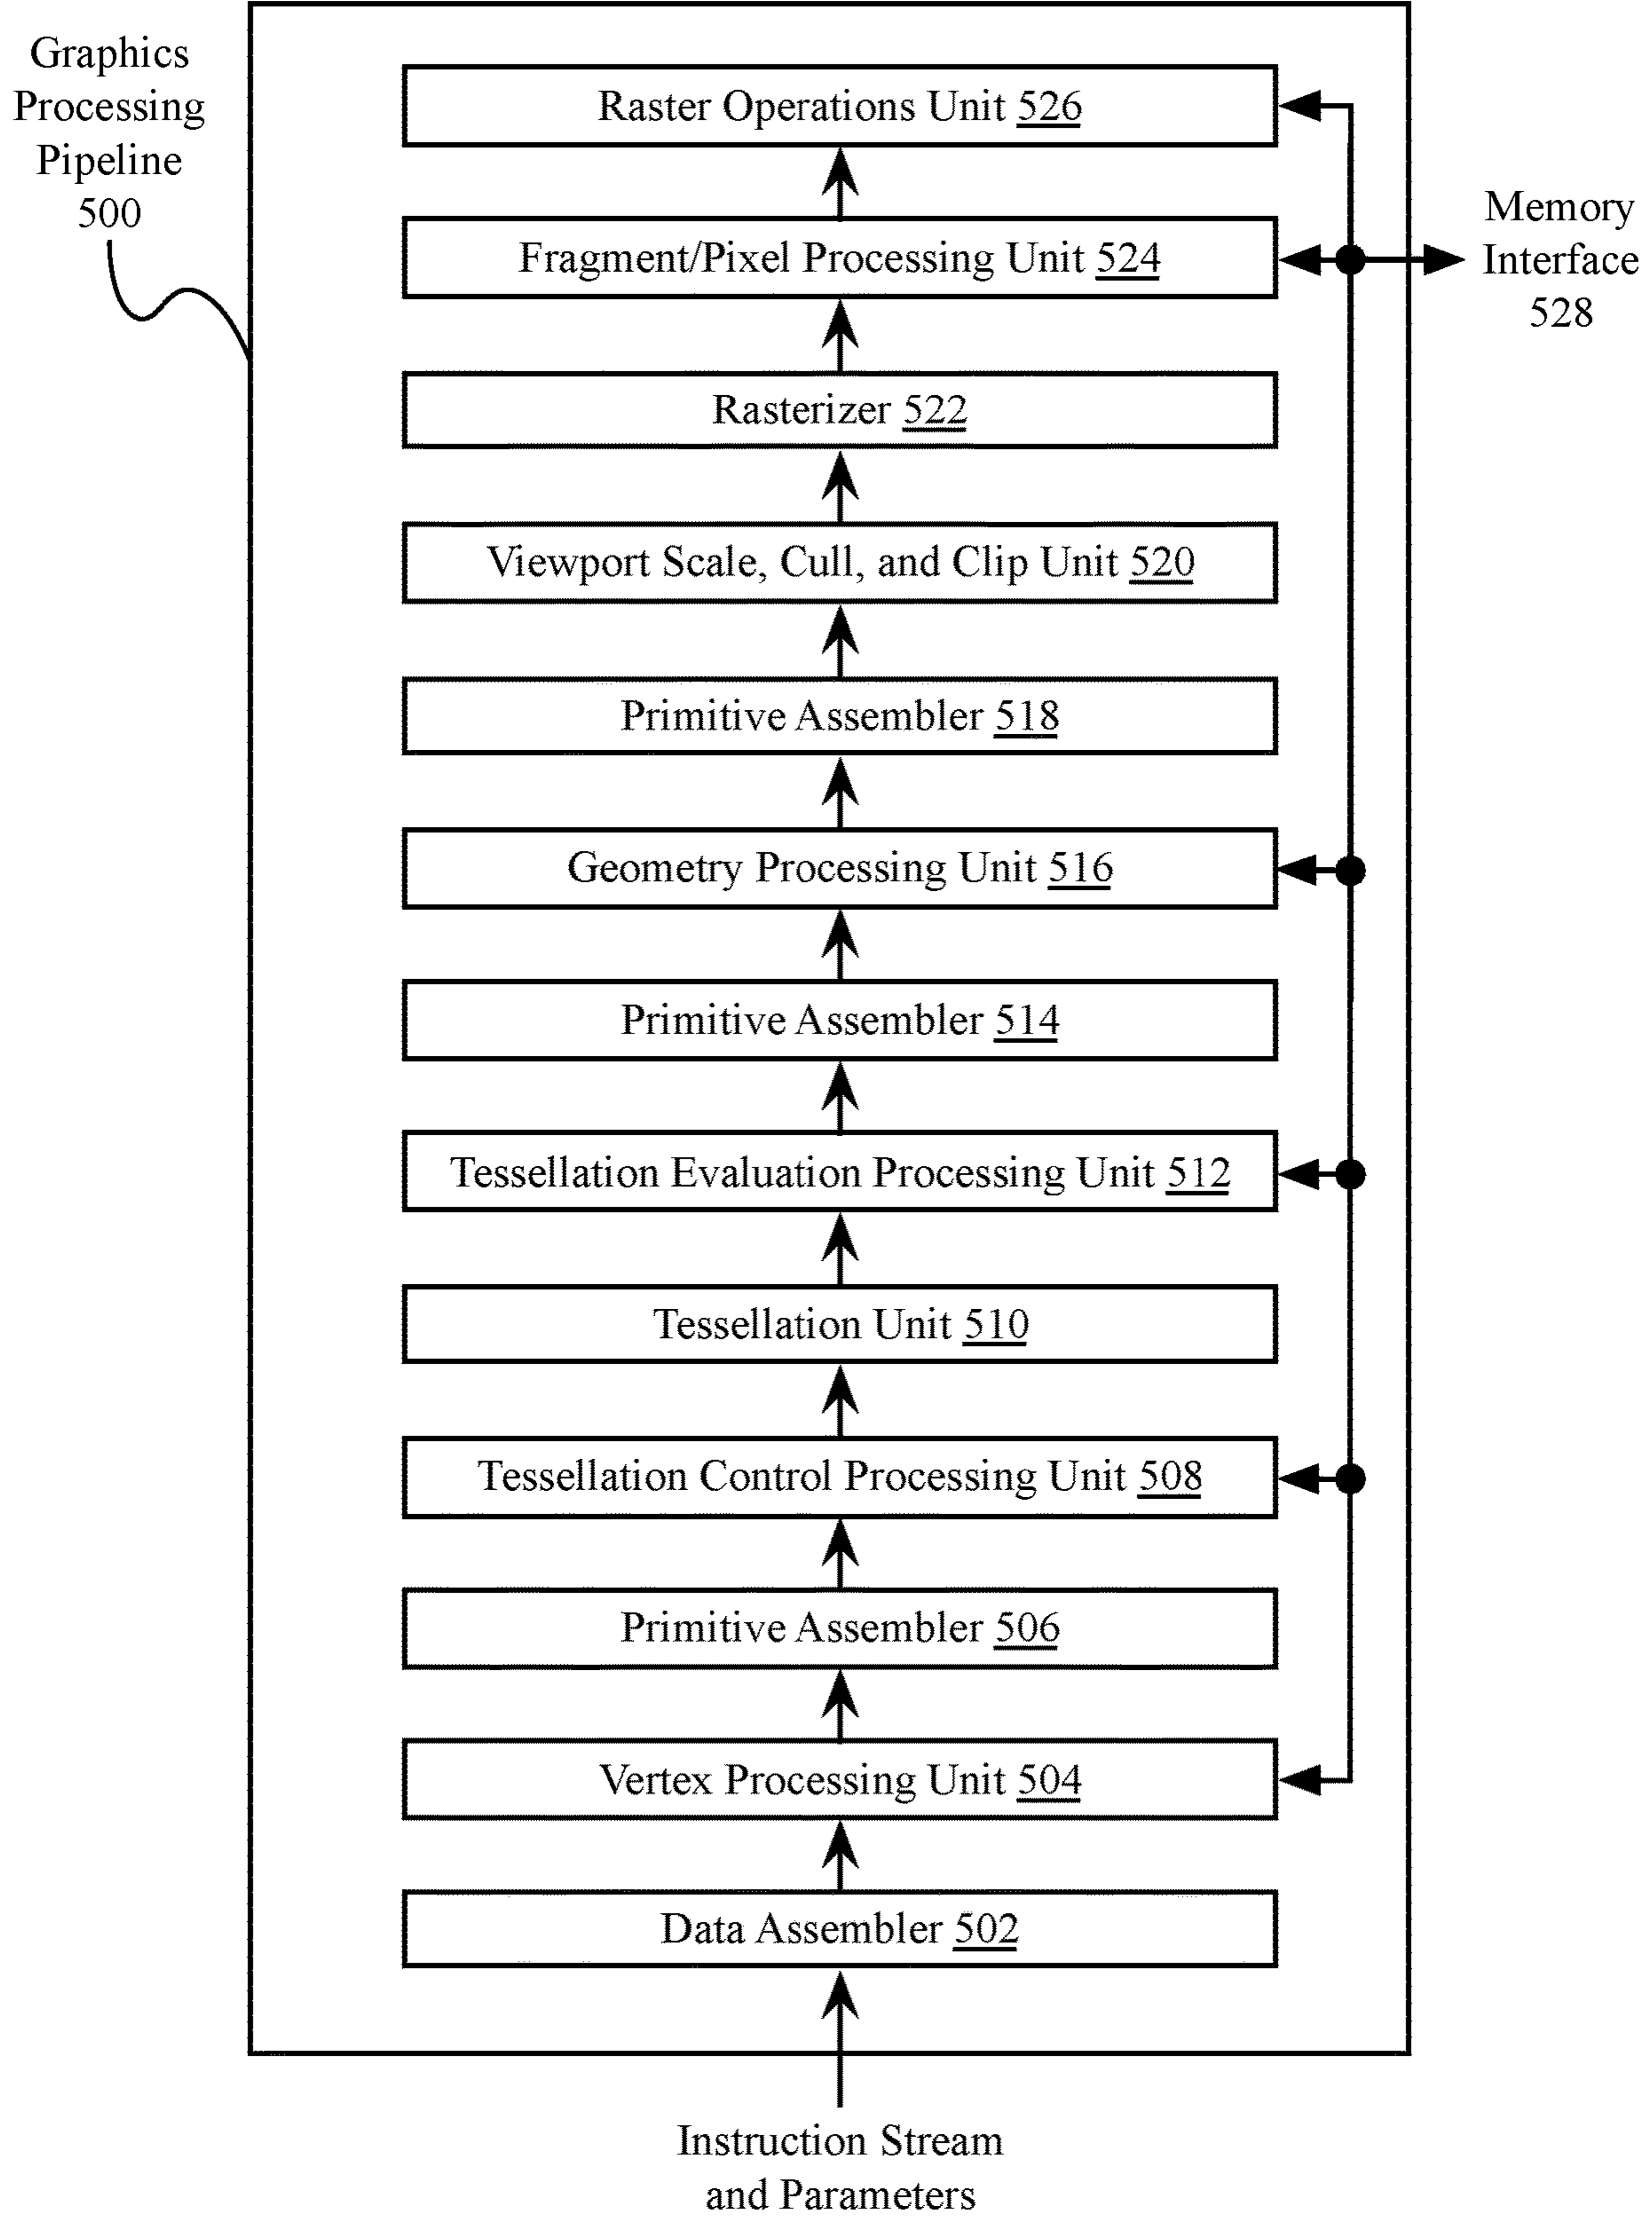 Graphics
Processing
Pipeline
500
Raster Operations Unit 526
Fragment/Pixel Processing Unit 524
Memory
Interface
528
Rasterizer 522
Viewport Scale, Cull, and Clip Unit 520
Primitive Assembler 518
Geometry Processing Unit 516
Primitive Assembler 514
Tessellation Evaluation Processing Unit 512
Tessellation Unit 510
Tessellation Control Processing Unit 508
Primitive Assembler 506
Vertex Processing Unit 504
Data Assembler 502
Instruction Stream
and Parameters